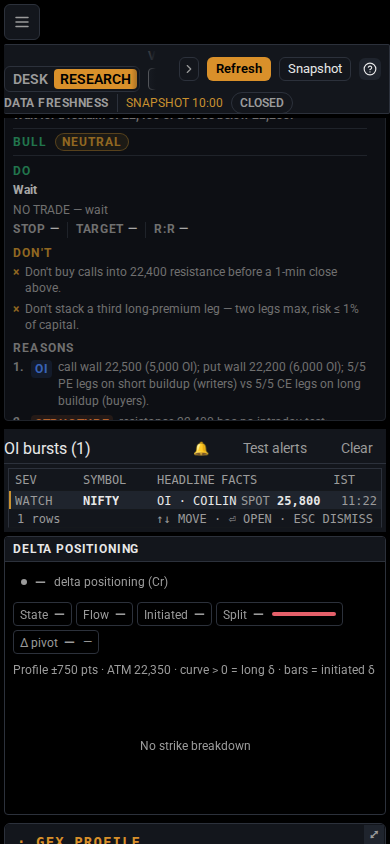 DESK RESEARCH
Refresh
Snapshot
DATA FRESHNESS
SNAPSHOT 10:00
CLOSED
BULL NEUTRAL
DO
Wait
NO TRADE — wait
STOP — TARGET — R:R —
DON'T
× Don't buy calls into 22,400 resistance before a 1-min close
above.
× Don't stack a third long-premium leg — two legs max, risk ≤ 1%
of capital.
REASONS
1. OI call wall 22,500 (5,000 OI); put wall 22,200 (6,000 OI); 5/5
PE legs on short buildup (writers) vs 5/5 CE legs on long
buildup (buyers).
OI bursts (1) 🔔 Test alerts Clear
SEV SYMBOL HEADLINE FACTS IST
WATCH NIFTY OI · COILIN SPOT 25,800 11:22
1 rows ↑↓ MOVE · ⏎ OPEN · ESC DISMISS
DELTA POSITIONING
— delta positioning (Cr)
State — Flow — Initiated — Split —
Δ pivot — —
Profile ±750 pts · ATM 22,350 · curve > 0 = long δ · bars = initiated δ
No strike breakdown
· GEX PROFILE